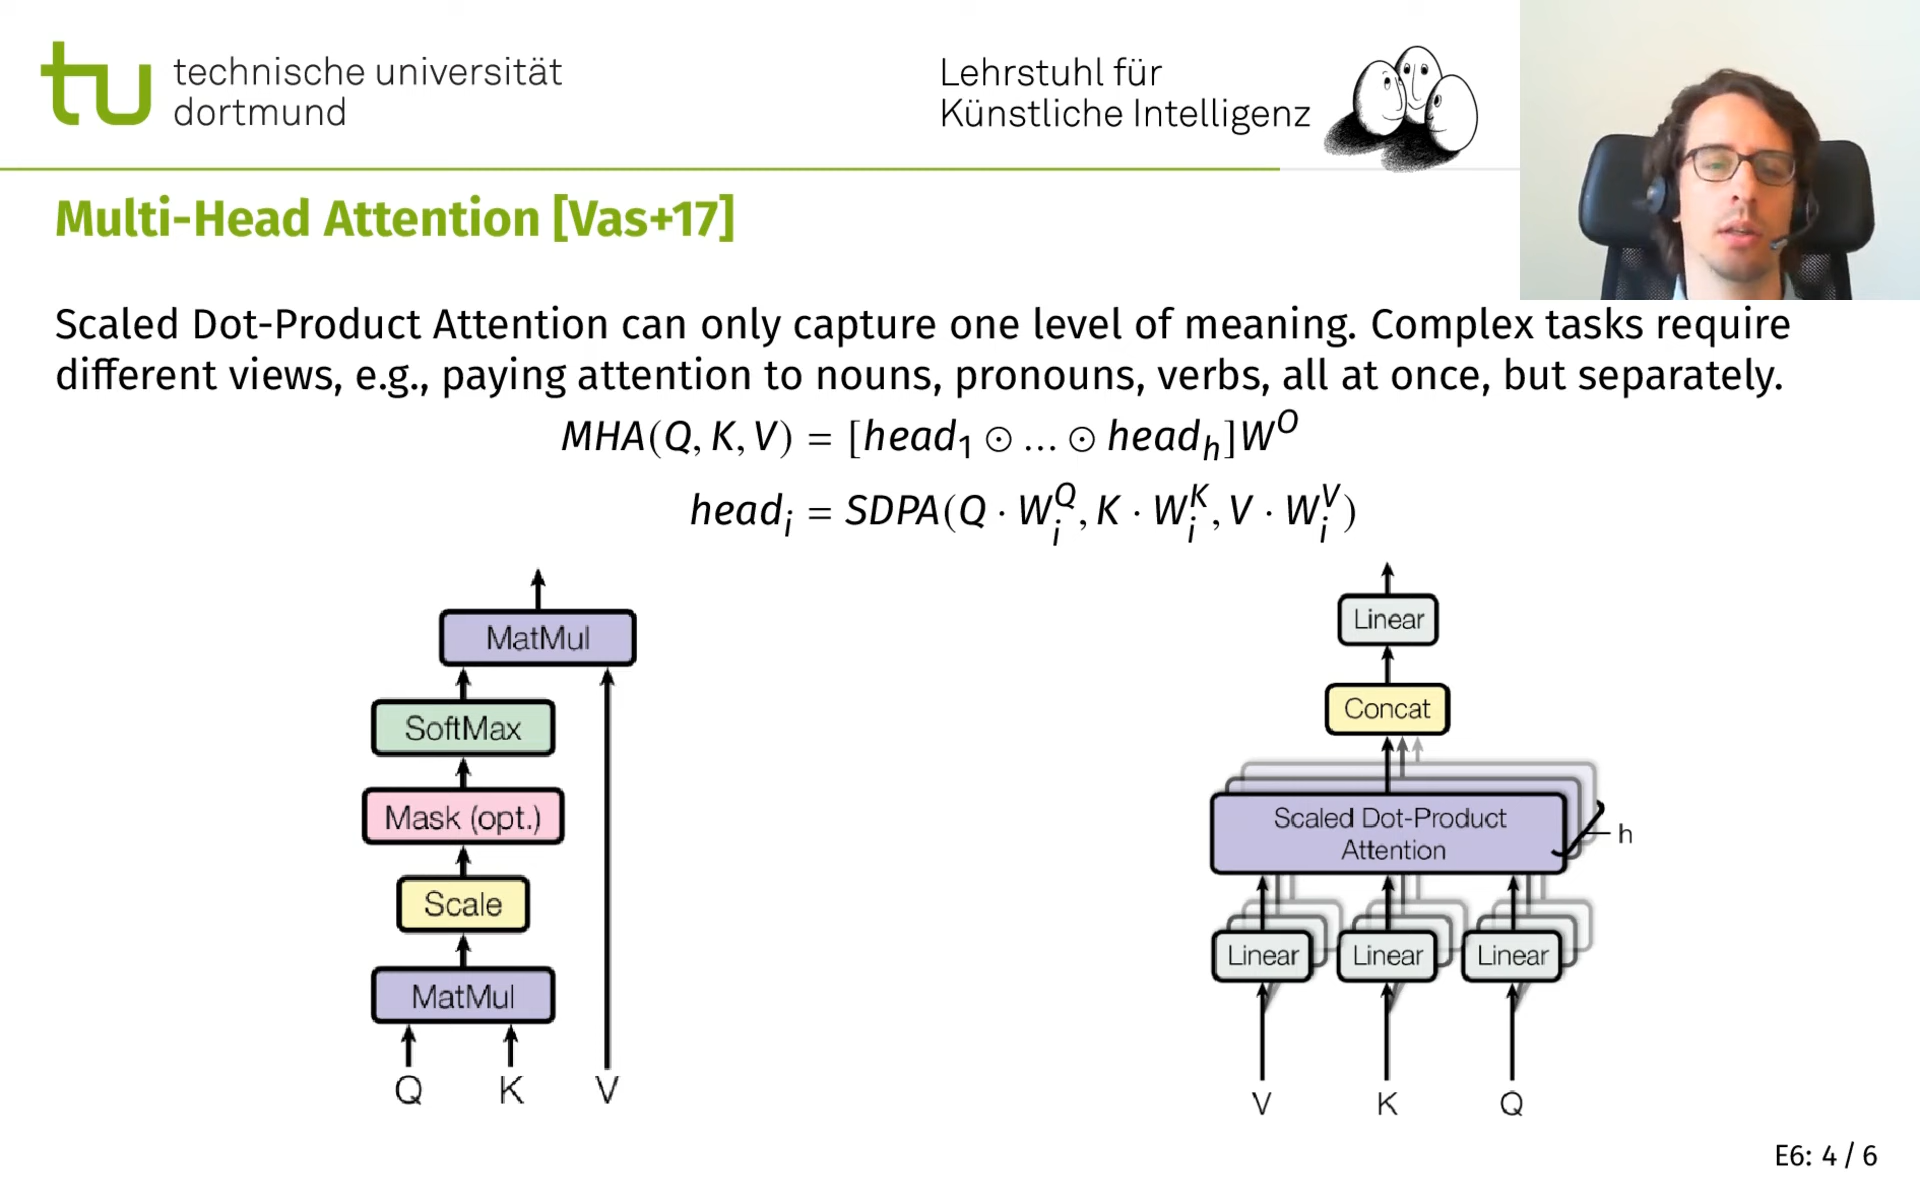 technische universität
dortmund
Lehrstuhl für
Künstliche Intelligenz
Multi-Head Attention [Vas+17]
Scaled Dot-Product Attention can only capture one level of meaning. Complex tasks require
different views, e.g., paying attention to nouns, pronouns, verbs, all at once, but separately.
MHA(Q, K, V) = [head₁ ⊙ ... ⊙ headₕ]W^O
headᵢ = SDPA(Q · Wᵢ^Q, K · Wᵢ^K, V · Wᵢ^V)
MatMul
SoftMax
Mask (opt.)
Scale
MatMul
Q K V
Linear
Concat
Scaled Dot-Product
Attention
h
Linear Linear Linear
V K Q
E6: 4 / 6